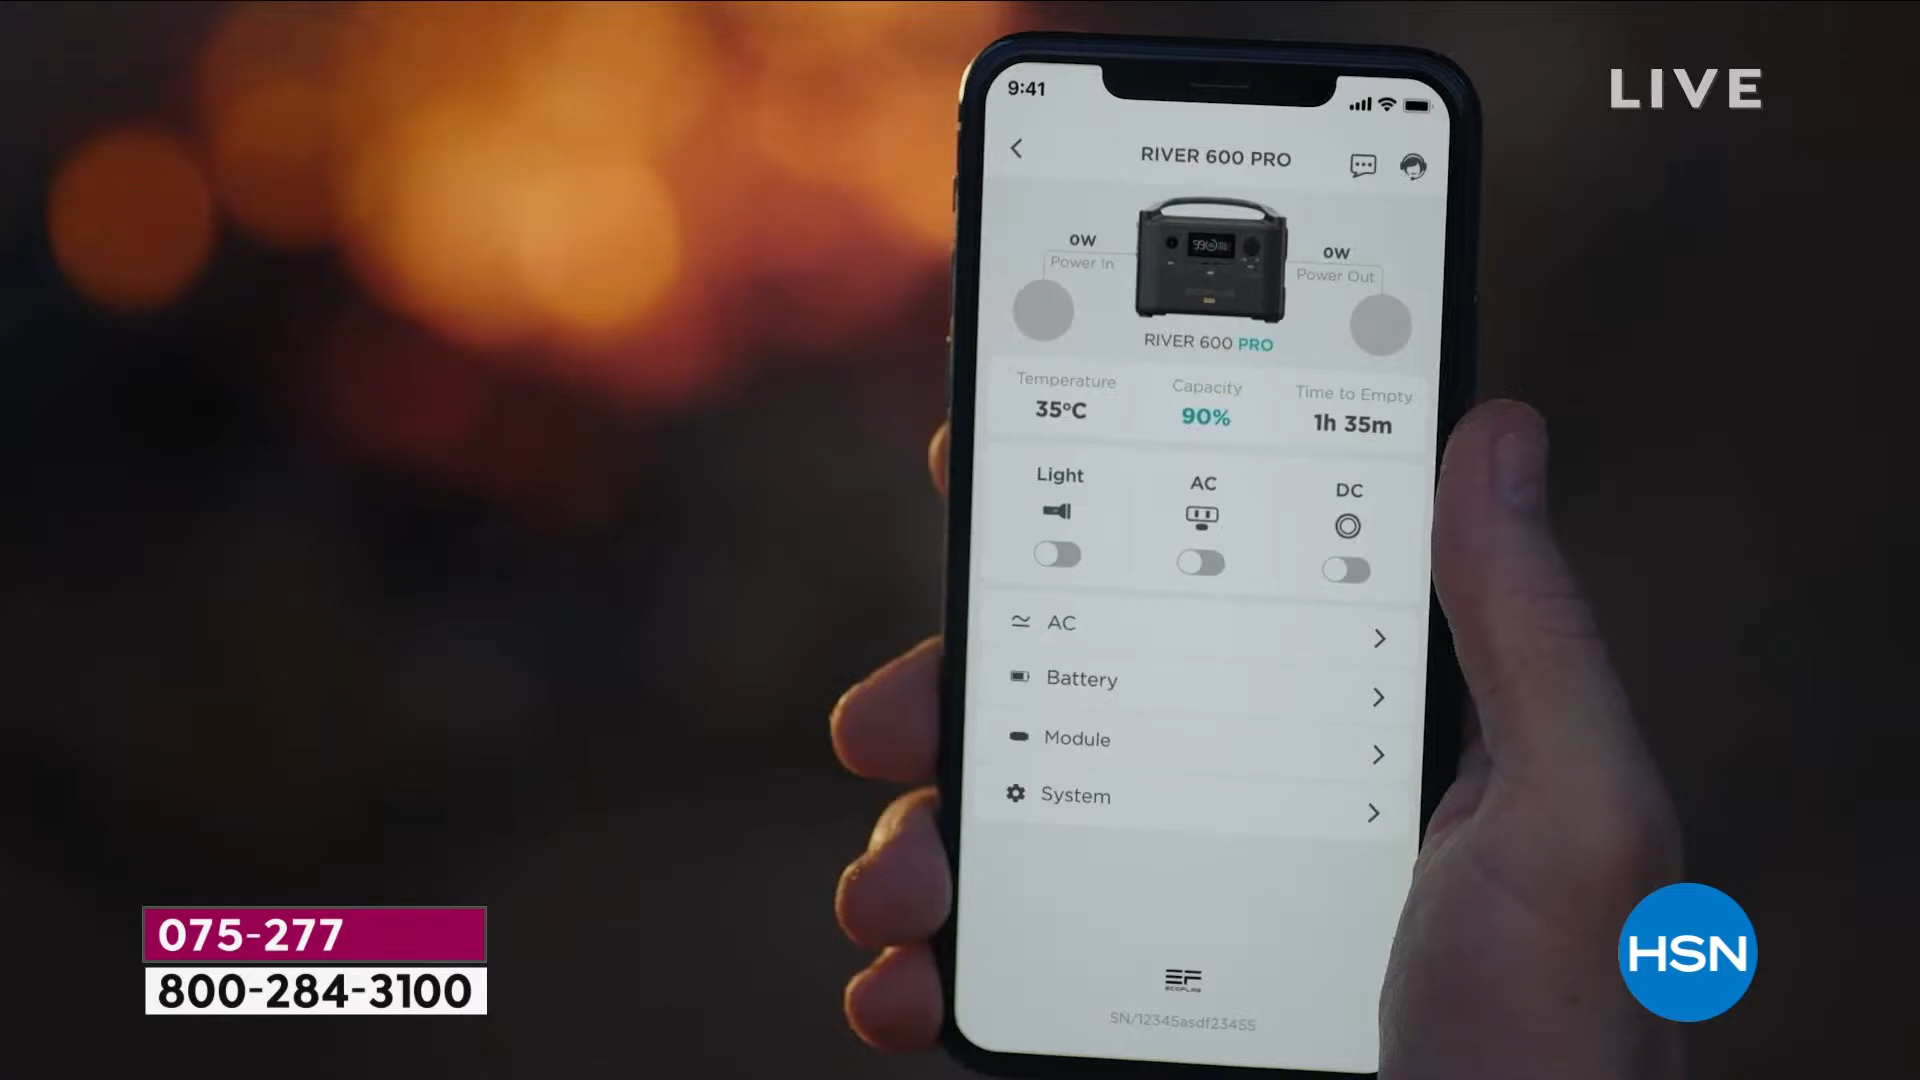 LIVE
9:41
RIVER 600 PRO
0W
Power In
0W
Power Out
RIVER 600 PRO
Temperature
Capacity
Time to Empty
35°C
90%
1h 35m
Light
AC
DC
AC
Battery
Module
System
EF
ECOFLOW
SN/12345asdf23455
075-277
800-284-3100
HSN